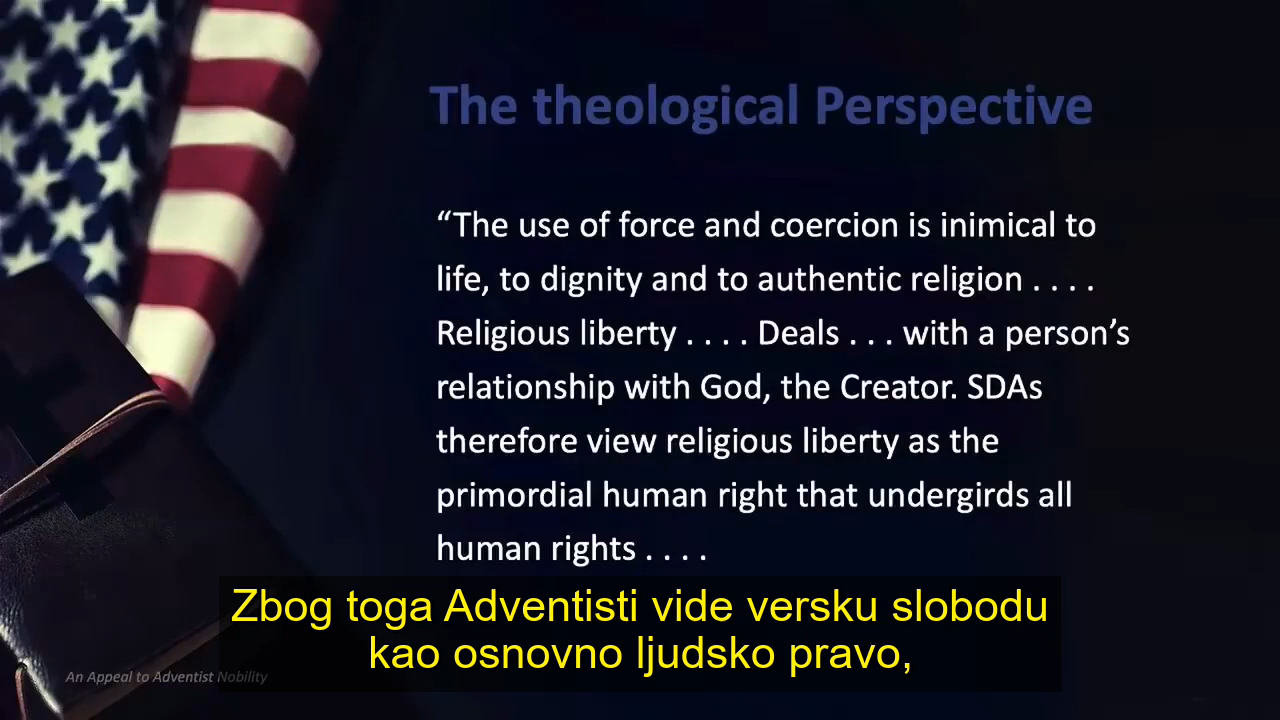 The theological Perspective
“The use of force and coercion is inimical to
life, to dignity and to authentic religion . . . .
Religious liberty . . . . Deals . . . with a person’s
relationship with God, the Creator. SDAs
therefore view religious liberty as the
primordial human right that undergirds all
human rights . . . .
Zbog toga Adventisti vide versku slobodu
kao osnovno ljudsko pravo,
An Appeal to Adventist Nobility